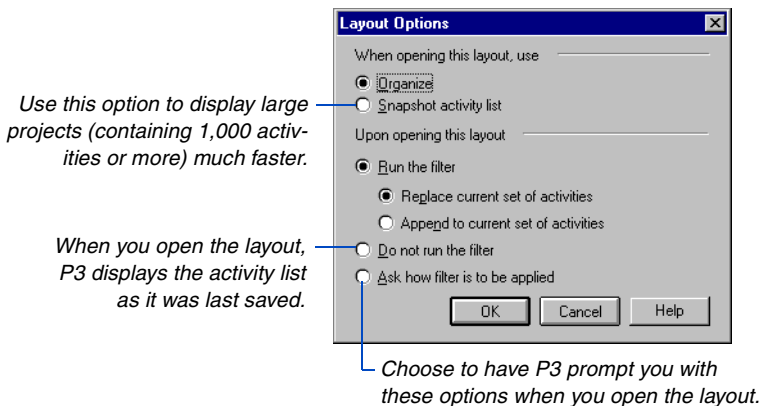 Layout Options
When opening this layout, use
Organize
Use this option to display large
projects (containing 1,000 activ-
ities or more) much faster.
Snapshot activity list
Upon opening this layout
Run the filter
Replace current set of activities
Append to current set of activities
When you open the layout,
P3 displays the activity list
as it was last saved.
Do not run the filter
Ask how filter is to be applied
OK Cancel Help
Choose to have P3 prompt you with
these options when you open the layout.